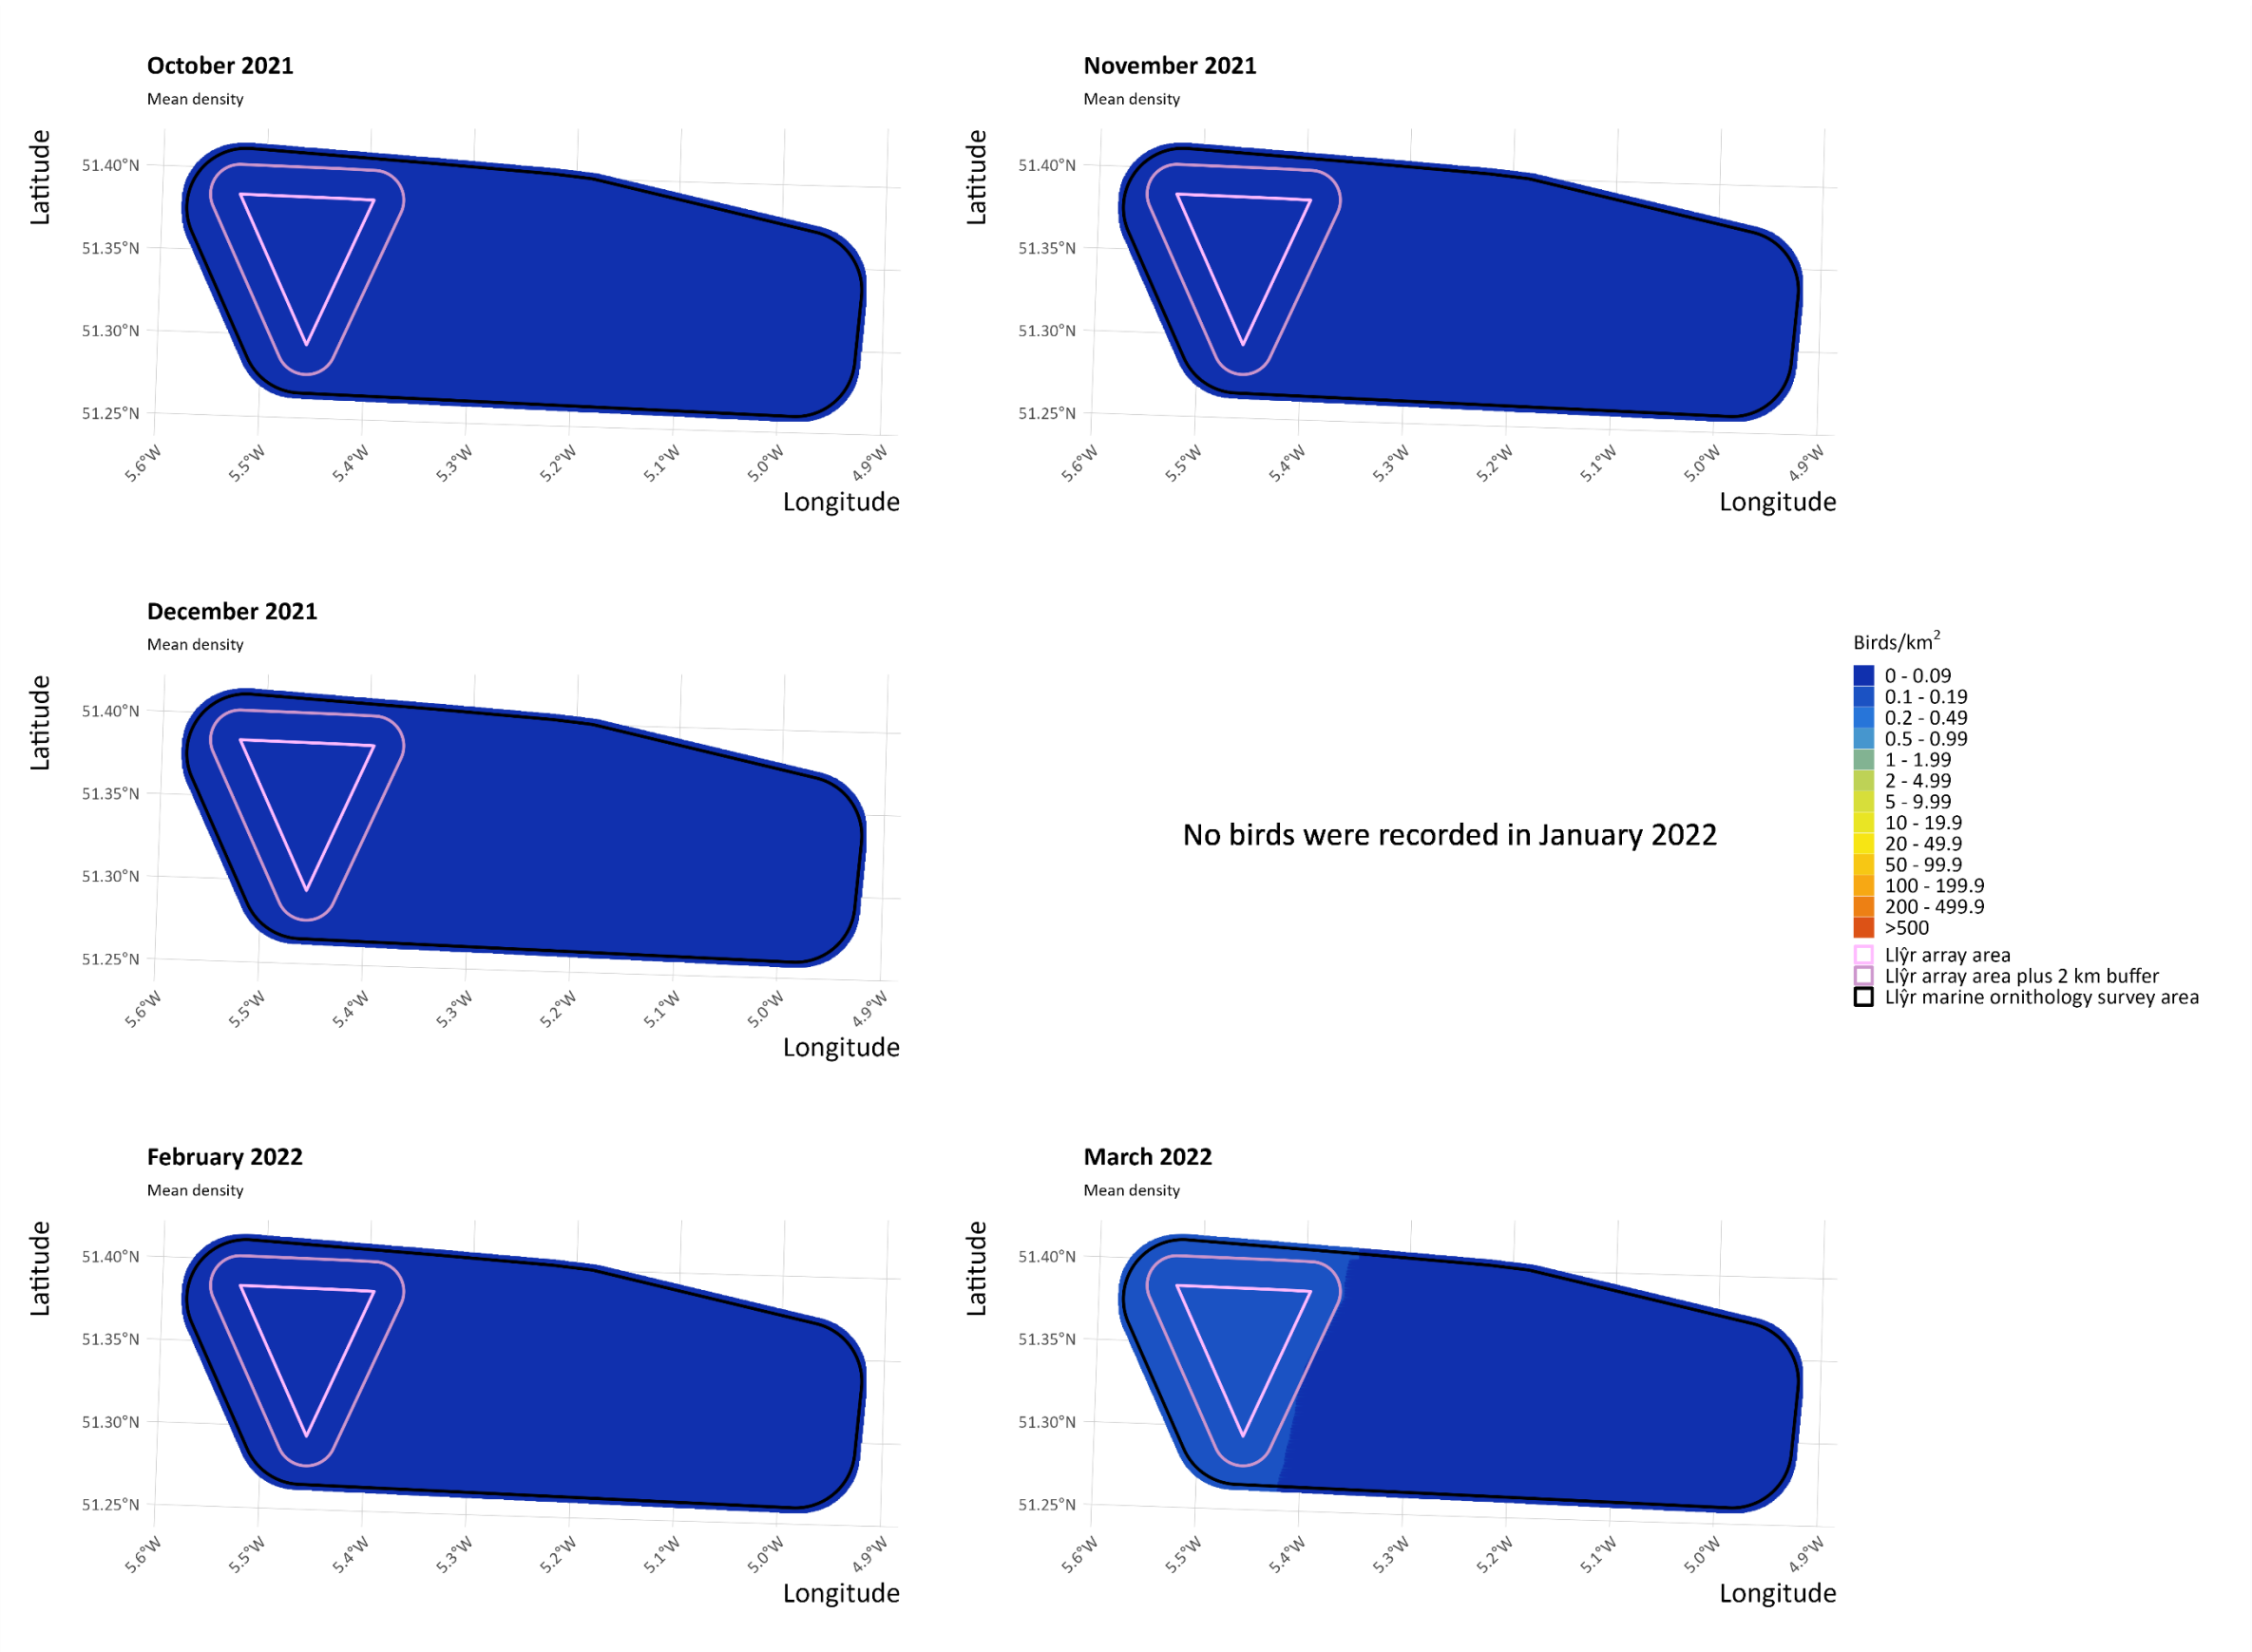 October 2021
Mean density
Latitude
51.40°N
51.35°N
51.30°N
51.25°N
5.6°W
5.5°W
5.4°W
5.3°W
5.2°W
5.1°W
5.0°W
4.9°W
Longitude
November 2021
Mean density
Latitude
51.40°N
51.35°N
51.30°N
51.25°N
5.6°W
5.5°W
5.4°W
5.3°W
5.2°W
5.1°W
5.0°W
4.9°W
Longitude
December 2021
Mean density
Latitude
51.40°N
51.35°N
51.30°N
51.25°N
5.6°W
5.5°W
5.4°W
5.3°W
5.2°W
5.1°W
5.0°W
4.9°W
Longitude
No birds were recorded in January 2022
Birds/km²
0 - 0.09
0.1 - 0.19
0.2 - 0.49
0.5 - 0.99
1 - 1.99
2 - 4.99
5 - 9.99
10 - 19.9
20 - 49.9
50 - 99.9
100 - 199.9
200 - 499.9
>500
Llŷr array area
Llŷr array area plus 2 km buffer
Llŷr marine ornithology survey area
February 2022
Mean density
Latitude
51.40°N
51.35°N
51.30°N
51.25°N
5.6°W
5.5°W
5.4°W
5.3°W
5.2°W
5.1°W
5.0°W
4.9°W
Longitude
March 2022
Mean density
Latitude
51.40°N
51.35°N
51.30°N
51.25°N
5.6°W
5.5°W
5.4°W
5.3°W
5.2°W
5.1°W
5.0°W
4.9°W
Longitude